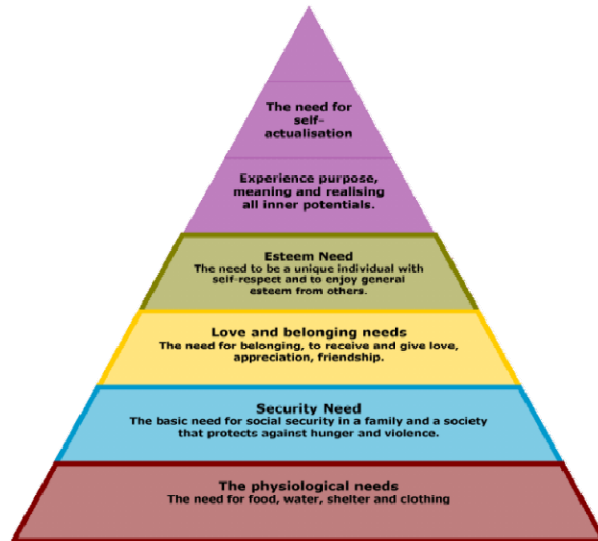 The need for
self-
actualisation
Experience purpose,
meaning and realising
all inner potentials.
Esteem Need
The need to be a unique individual with
self-respect and to enjoy general
esteem from others.
Love and belonging needs
The need for belonging, to receive and give love,
appreciation, friendship.
Security Need
The basic need for social security in a family and a society
that protects against hunger and violence.
The physiological needs
The need for food, water, shelter and clothing